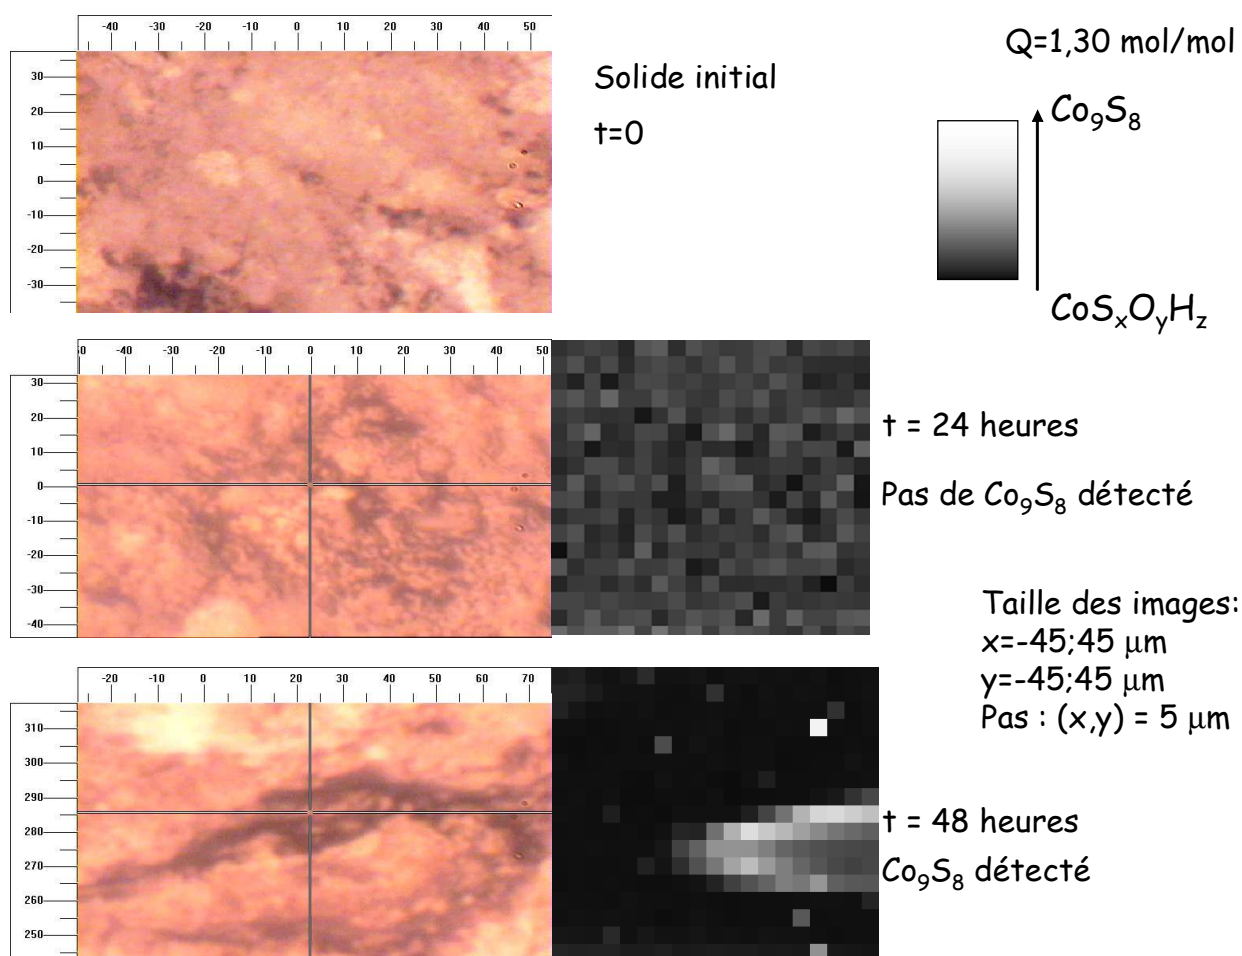 -40 -30 -20 -10 0 10 20 30 40 50
30
20
10
0
-10
-20
-30
Solide initial
t=0
Q=1,30 mol/mol
Co₉S₈
CoSₓOᵧH_z
-40 -30 -20 -10 0 10 20 30 40 50
30
20
10
0
-10
-20
-30
-40
t = 24 heures
Pas de Co₉S₈ détecté
Taille des images:
x=-45;45 μm
y=-45;45 μm
Pas : (x,y) = 5 μm
-20 -10 0 10 20 30 40 50 60 70
310
300
290
280
270
260
250
t = 48 heures
Co₉S₈ détecté